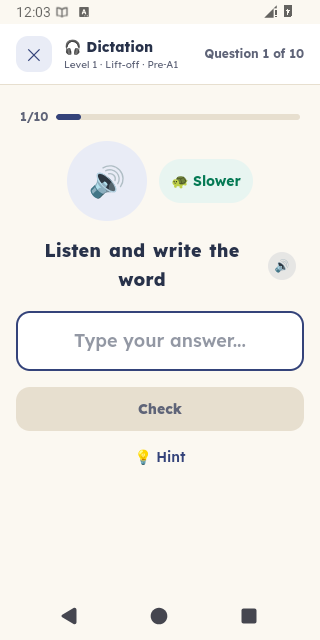 12:03
🎧 Dictation
Level 1 · Lift-off · Pre-A1
Question 1 of 10
1/10
🐢 Slower
Listen and write the
word
Type your answer...
Check
💡 Hint